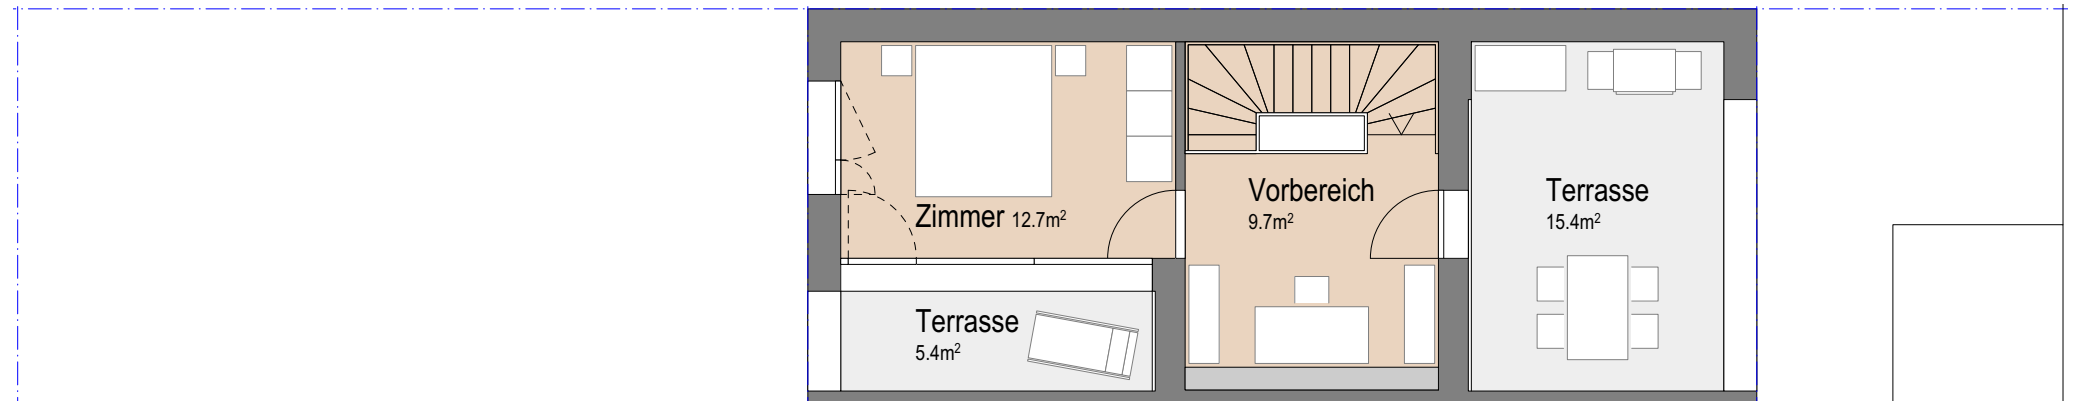 Zimmer 12.7m²
Vorbereich
9.7m²
Terrasse
15.4m²
Terrasse
5.4m²